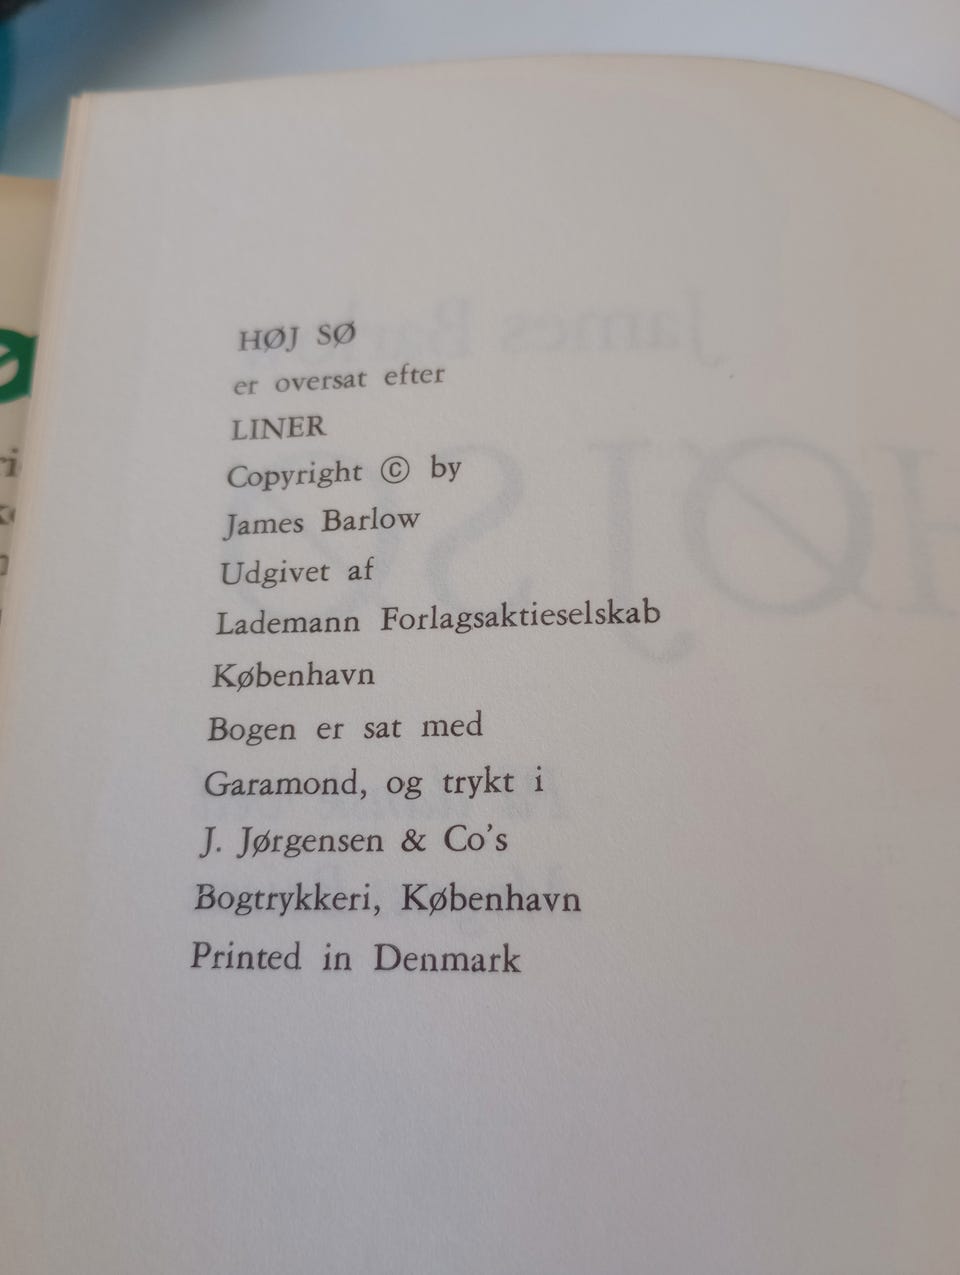 HØJ SØ
er oversat efter
LINER
Copyright © by
James Barlow
Udgivet af
Lademann Forlagsaktieselskab
København
Bogen er sat med
Garamond, og trykt i
J. Jørgensen & Co's
Bogtrykkeri, København
Printed in Denmark